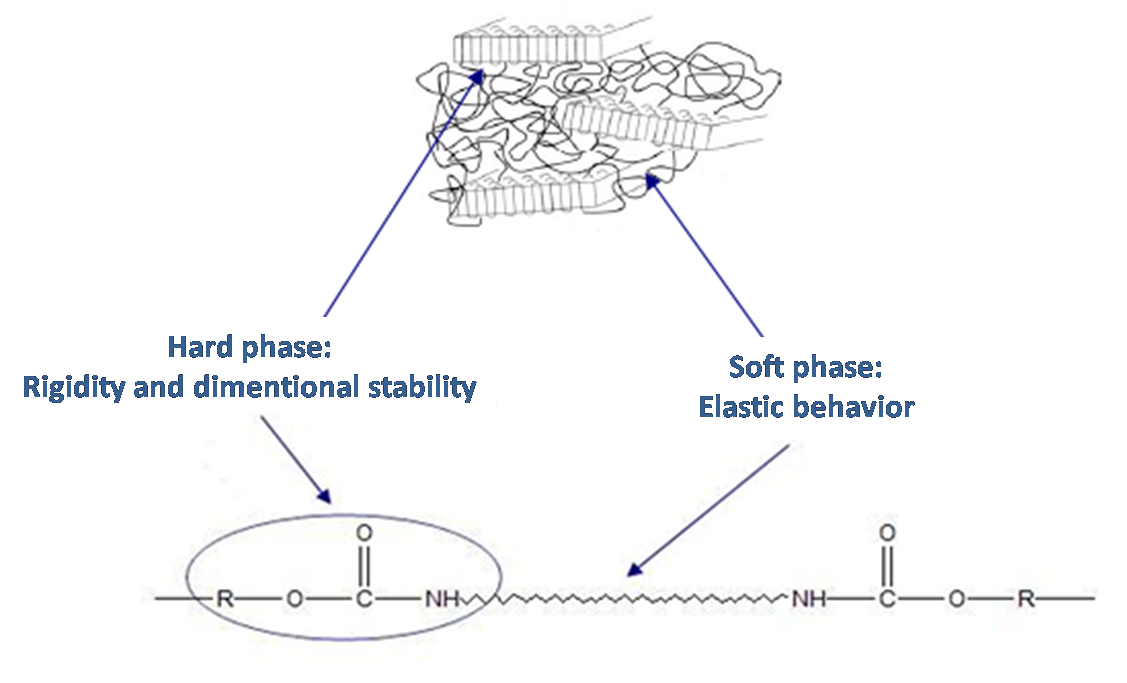 Hard phase:
Rigidity and dimentional stability
Soft phase:
Elastic behavior
O
O
R
O
C
NH
NH
C
O
R